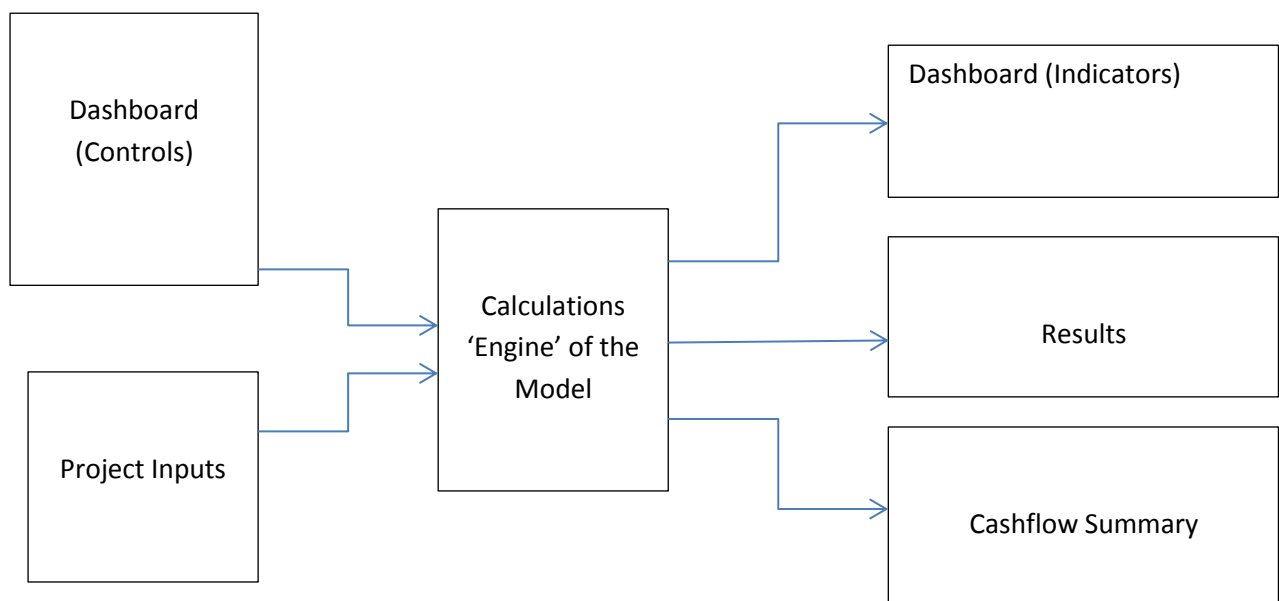 Dashboard
(Controls)
Project Inputs
Calculations
‘Engine’ of the
Model
Dashboard (Indicators)
Results
Cashflow Summary